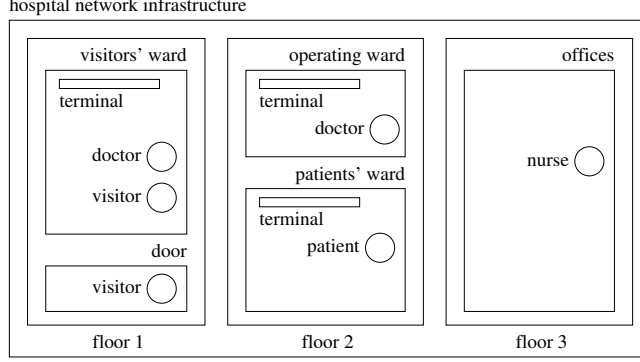 hospital network infrastructure
visitors' ward
terminal
doctor
visitor
door
visitor
floor 1
operating ward
terminal
doctor
patients' ward
terminal
patient
floor 2
offices
nurse
floor 3